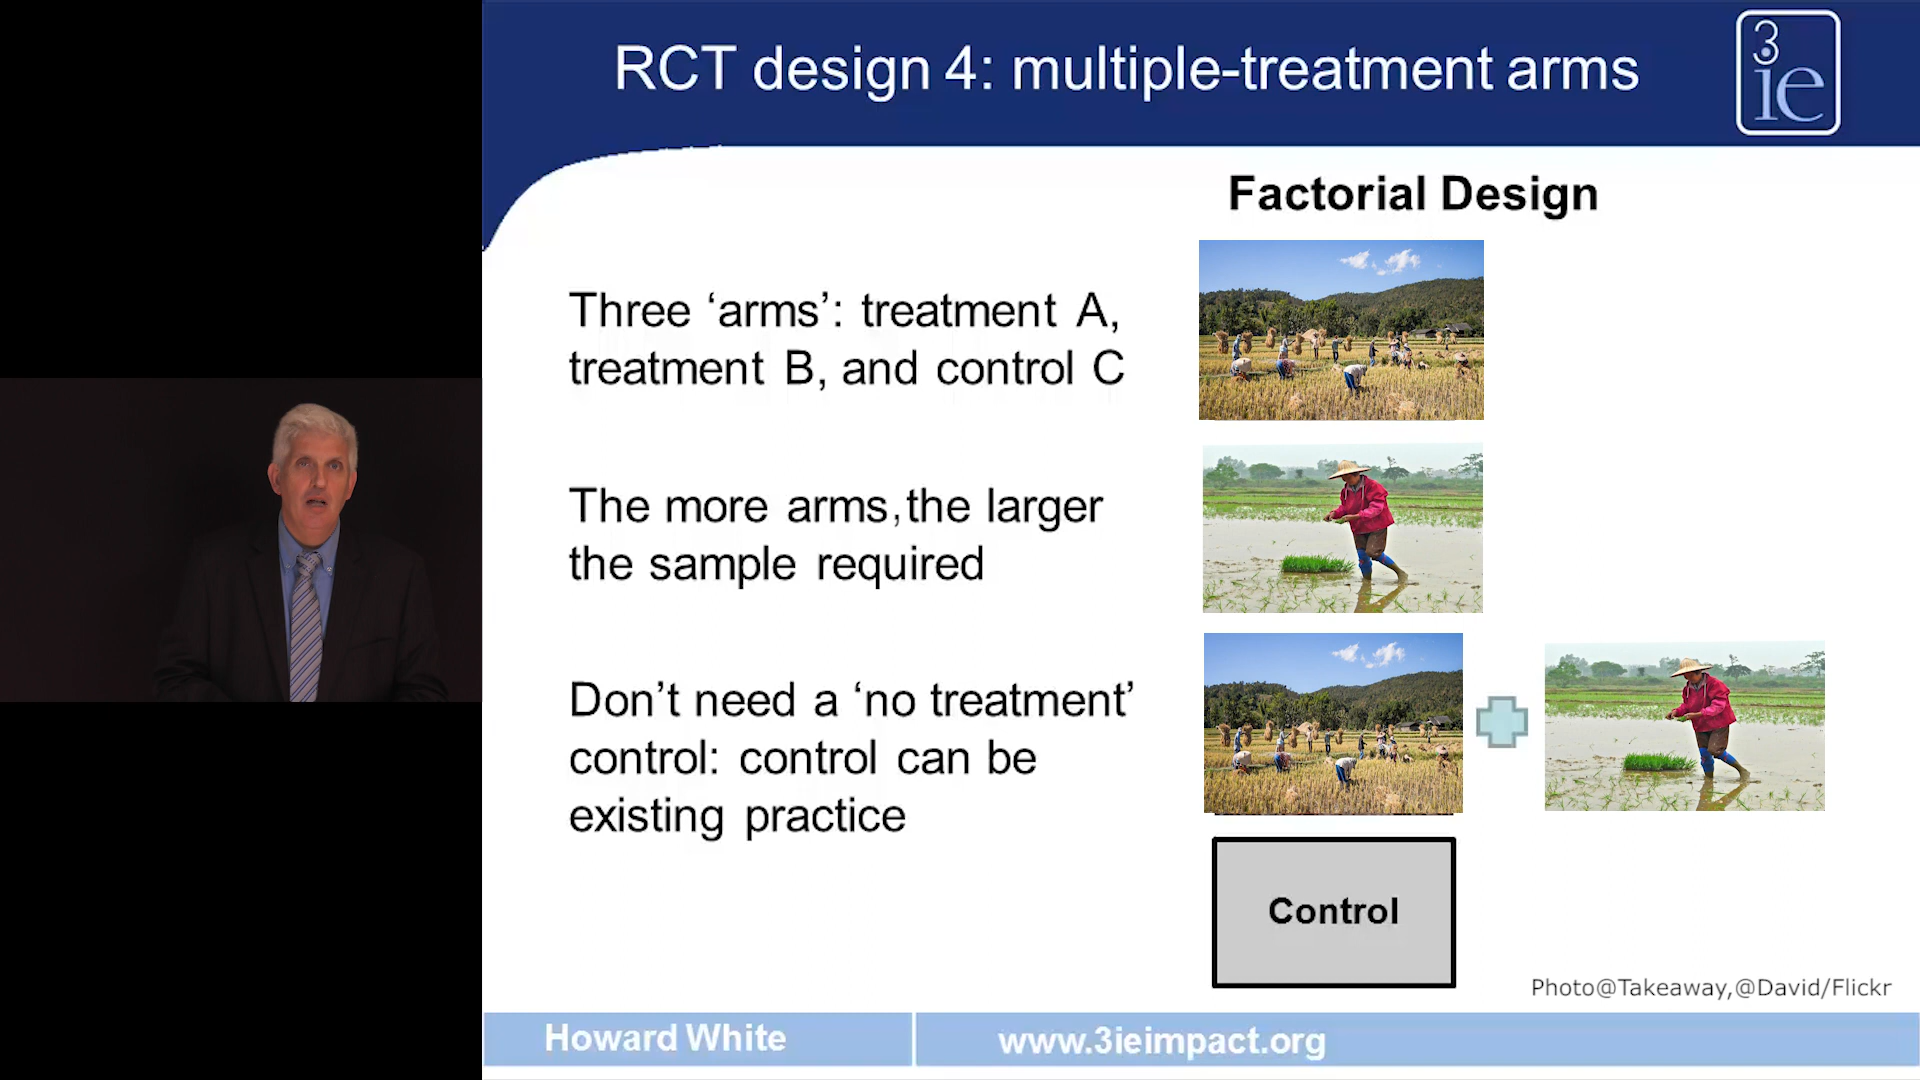 RCT design 4: multiple-treatment arms
3
ie
Factorial Design
Three ‘arms’: treatment A,
treatment B, and control C
The more arms,the larger
the sample required
Don’t need a ‘no treatment’
control: control can be
existing practice
Control
Photo@Takeaway,@David/Flickr
Howard White
www.3ieimpact.org